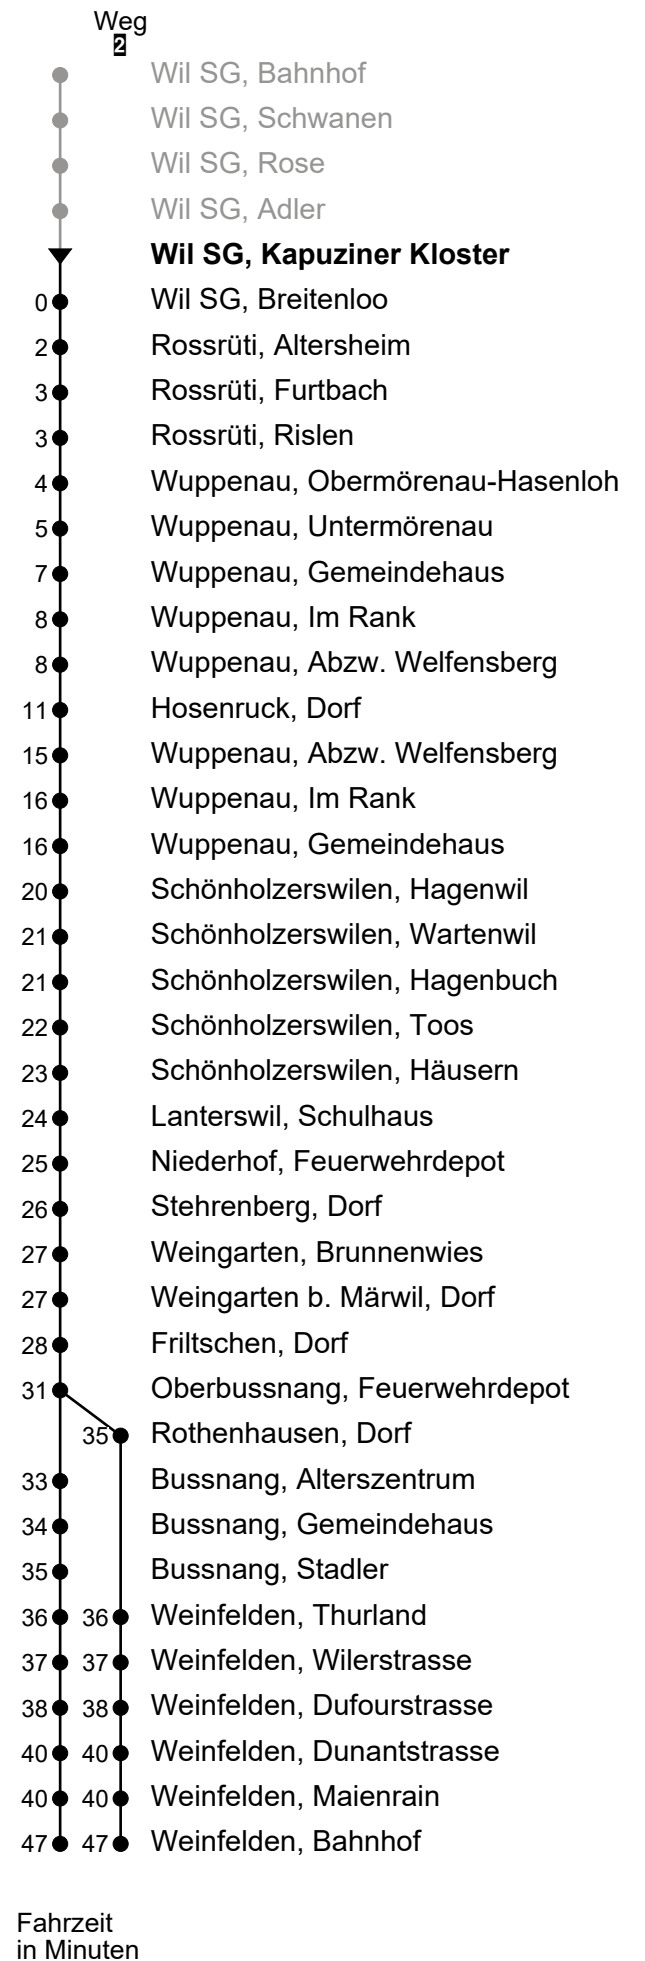 Weg
2
Wil SG, Bahnhof
Wil SG, Schwanen
Wil SG, Rose
Wil SG, Adler
Wil SG, Kapuziner Kloster
0 Wil SG, Breitenloo
2 Rossrüti, Altersheim
3 Rossrüti, Furtbach
3 Rossrüti, Rislen
4 Wuppenau, Obermörenau-Hasenloh
5 Wuppenau, Untermörenau
7 Wuppenau, Gemeindehaus
8 Wuppenau, Im Rank
8 Wuppenau, Abzw. Welfensberg
11 Hosenruck, Dorf
15 Wuppenau, Abzw. Welfensberg
16 Wuppenau, Im Rank
16 Wuppenau, Gemeindehaus
20 Schönholzerswilen, Hagenwil
21 Schönholzerswilen, Wartenwil
21 Schönholzerswilen, Hagenbuch
22 Schönholzerswilen, Toos
23 Schönholzerswilen, Häusern
24 Lanterswil, Schulhaus
25 Niederhof, Feuerwehrdepot
26 Stehrenberg, Dorf
27 Weingarten, Brunnenwies
27 Weingarten b. Märwil, Dorf
28 Friltschen, Dorf
31 Oberbussnang, Feuerwehrdepot
35 Rothenhausen, Dorf
33 Bussnang, Alterszentrum
34 Bussnang, Gemeindehaus
35 Bussnang, Stadler
36 36 Weinfelden, Thurland
37 37 Weinfelden, Wilerstrasse
38 38 Weinfelden, Dufourstrasse
40 40 Weinfelden, Dunantstrasse
40 40 Weinfelden, Maienrain
47 47 Weinfelden, Bahnhof
Fahrzeit
in Minuten